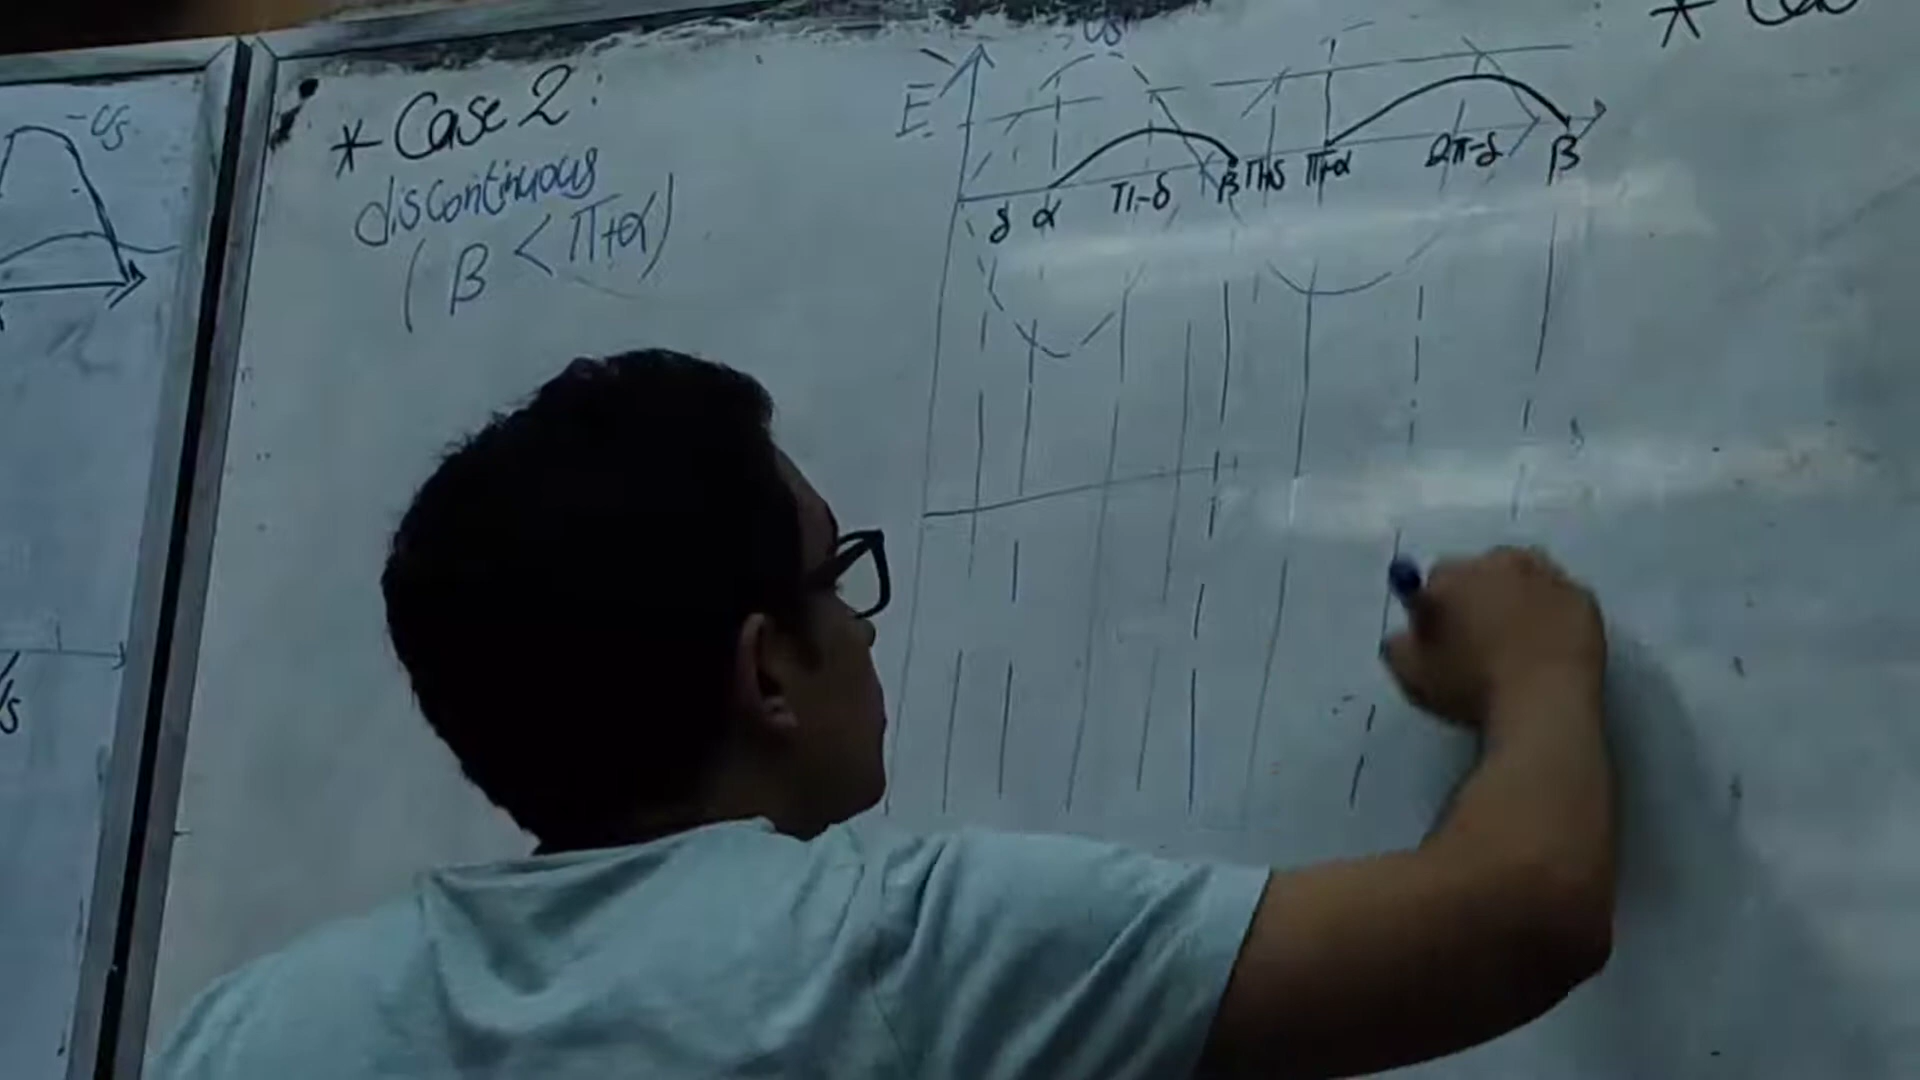 * Case 2:
discontinuous
(β < π+α)
E
δ α π-δ β π+δ π+α 2π-δ β
*